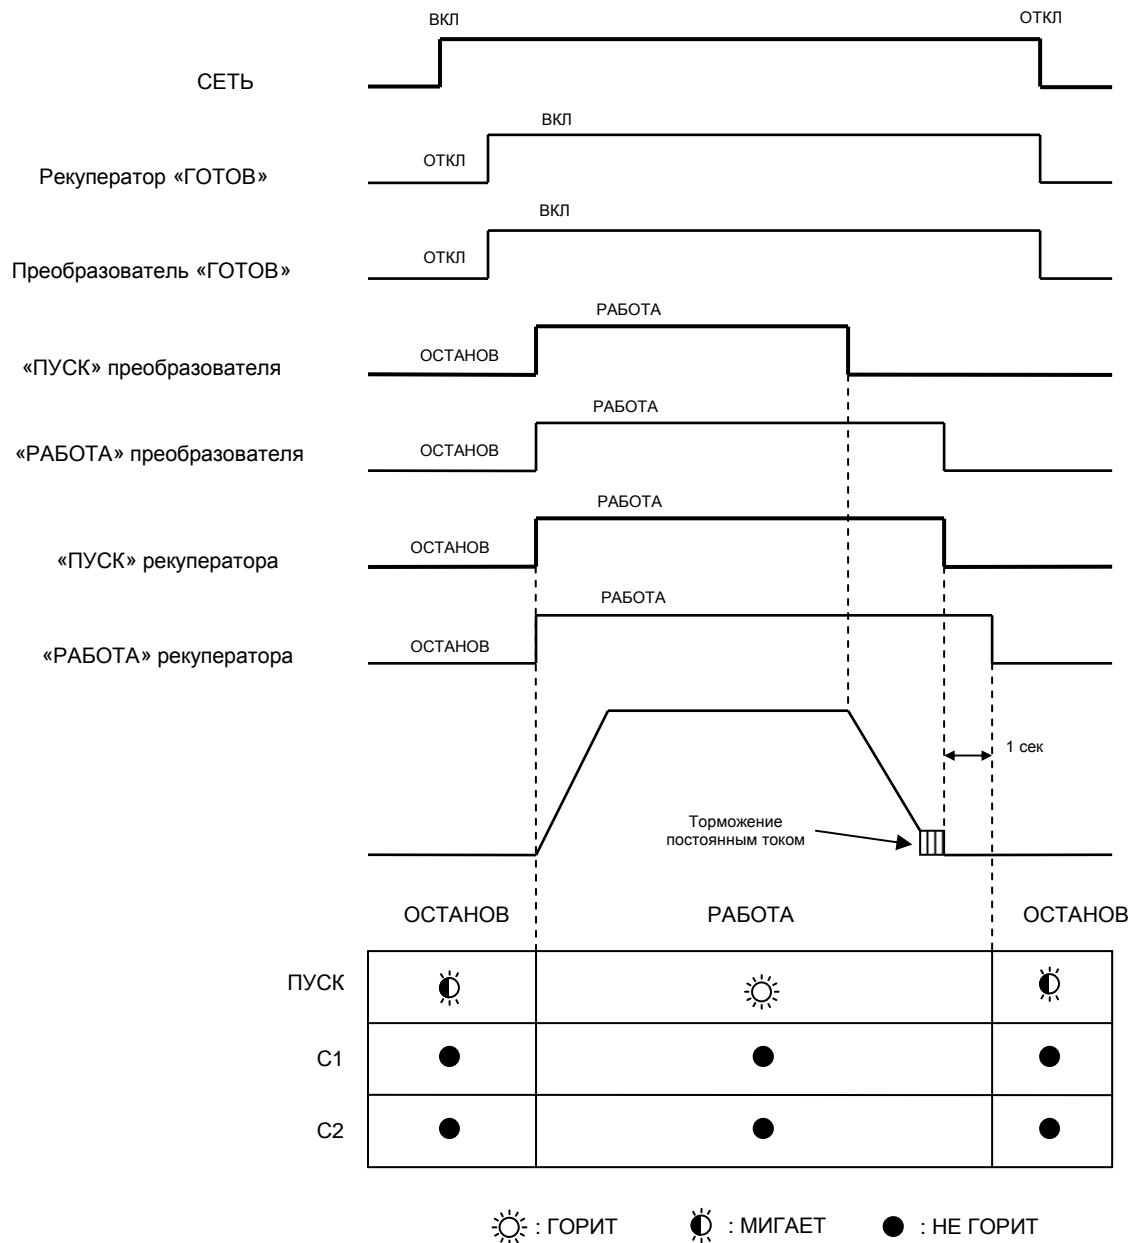 ВКЛ
ОТКЛ
СЕТЬ
ВКЛ
ОТКЛ
Рекуператор «ГОТОВ»
ВКЛ
ОТКЛ
Преобразователь «ГОТОВ»
РАБОТА
ОСТАНОВ
«ПУСК» преобразователя
РАБОТА
ОСТАНОВ
«РАБОТА» преобразователя
РАБОТА
ОСТАНОВ
«ПУСК» рекуператора
РАБОТА
ОСТАНОВ
«РАБОТА» рекуператора
1 сек
Торможение
постоянным током
ОСТАНОВ РАБОТА ОСТАНОВ
ПУСК
С1
С2
: ГОРИТ : МИГАЕТ : НЕ ГОРИТ